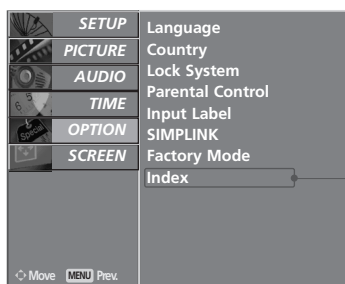 SETUP
PICTURE
AUDIO
TIME
OPTION
SCREEN
Language
Country
Lock System
Parental Control
Input Label
SIMPLINK
Factory Mode
Index
Move MENU Prev.